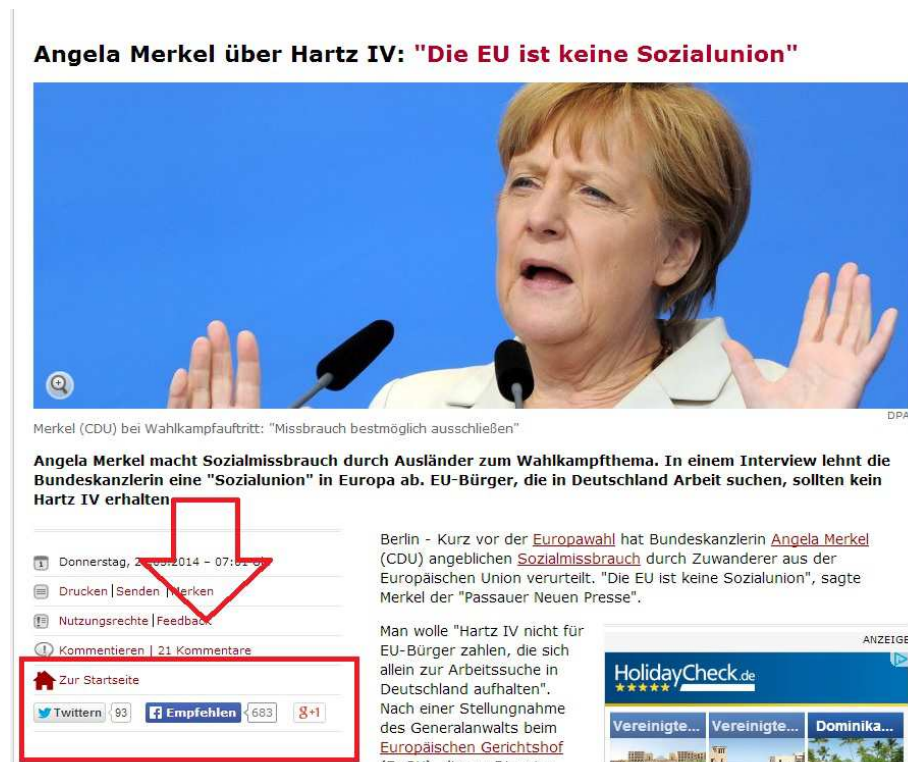 Angela Merkel über Hartz IV: "Die EU ist keine Sozialunion"
DPA
Merkel (CDU) bei Wahlkampfauftritt: "Missbrauch bestmöglich ausschließen"
Angela Merkel macht Sozialmissbrauch durch Ausländer zum Wahlkampfthema. In einem Interview lehnt die
Bundeskanzlerin eine "Sozialunion" in Europa ab. EU-Bürger, die in Deutschland Arbeit suchen, sollten kein
Hartz IV erhalten
Donnerstag, 2 .2014 – 07:
Drucken | Senden | Merken
Nutzungsrechte | Feedback
Kommentieren | 21 Kommentare
Zur Startseite
Twittern 93 Empfehlen 683 +1
Berlin - Kurz vor der Europawahl hat Bundeskanzlerin Angela Merkel
(CDU) angeblichen Sozialmissbrauch durch Zuwanderer aus der
Europäischen Union verurteilt. "Die EU ist keine Sozialunion", sagte
Merkel der "Passauer Neuen Presse".
Man wolle "Hartz IV nicht für
EU-Bürger zahlen, die sich
allein zur Arbeitssuche in
Deutschland aufhalten".
Nach einer Stellungnahme
des Generalanwalts beim
Europäischen Gerichtshof
ANZEIGE
HolidayCheck.de
Vereinigte... Vereinigte... Dominika...